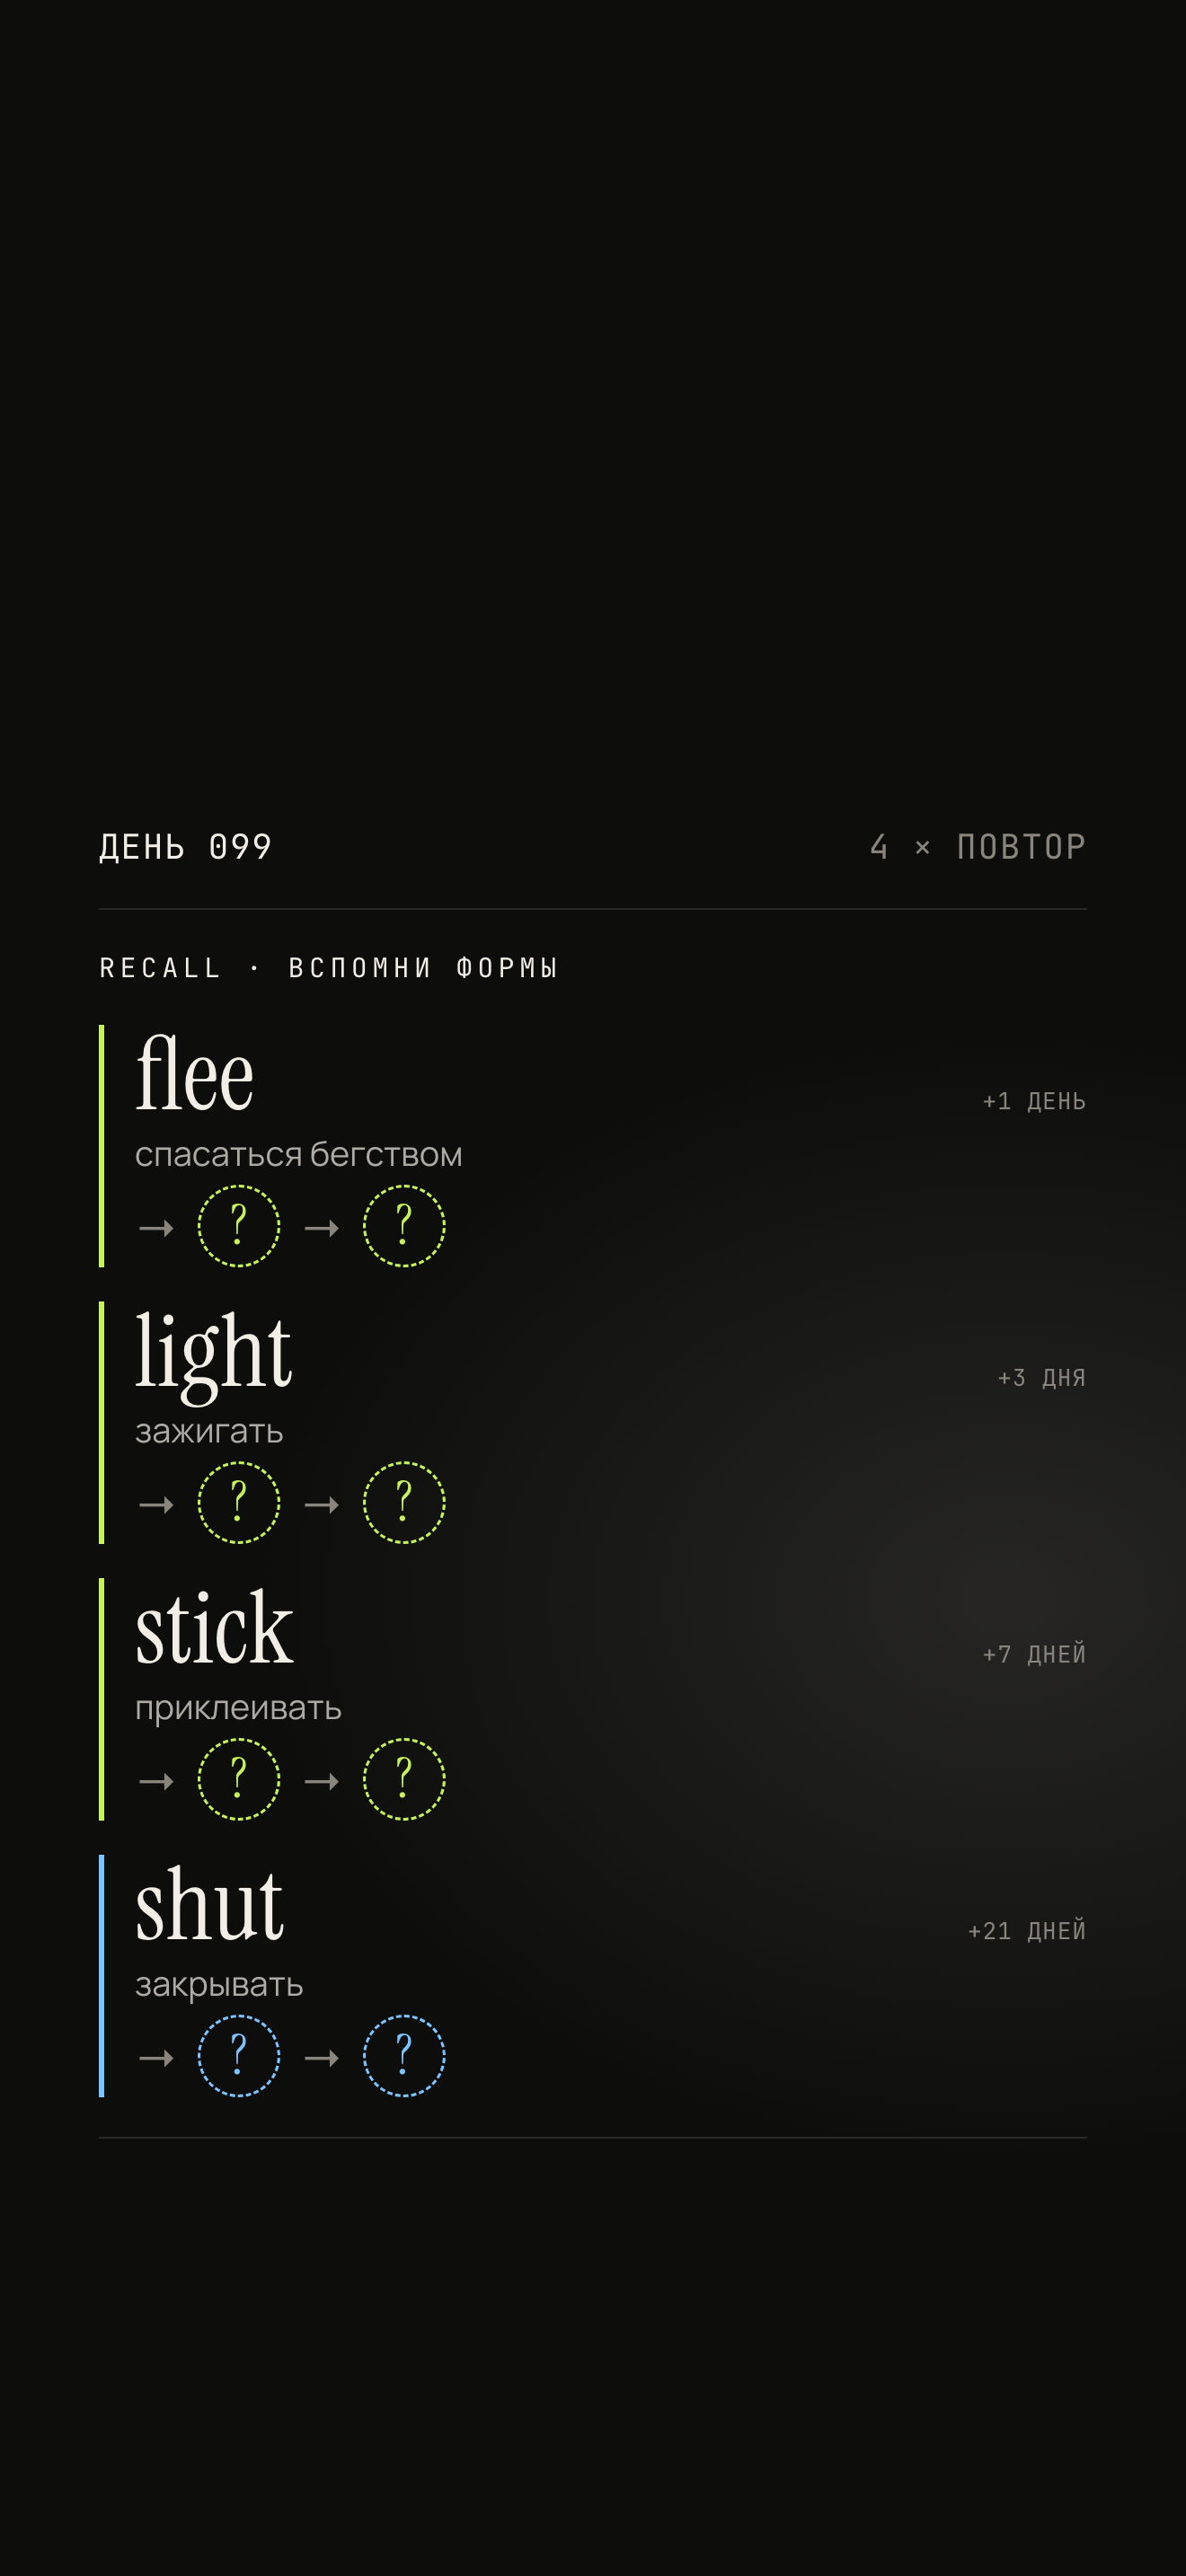 ДЕНЬ 099
4 × ПОВТОР
RECALL · ВСПОМНИ ФОРМЫ
flee
+1 ДЕНЬ
спасаться бегством
→ ? → ?
light
+3 ДНЯ
зажигать
→ ? → ?
stick
+7 ДНЕЙ
приклеивать
→ ? → ?
shut
+21 ДНЕЙ
закрывать
→ ? → ?